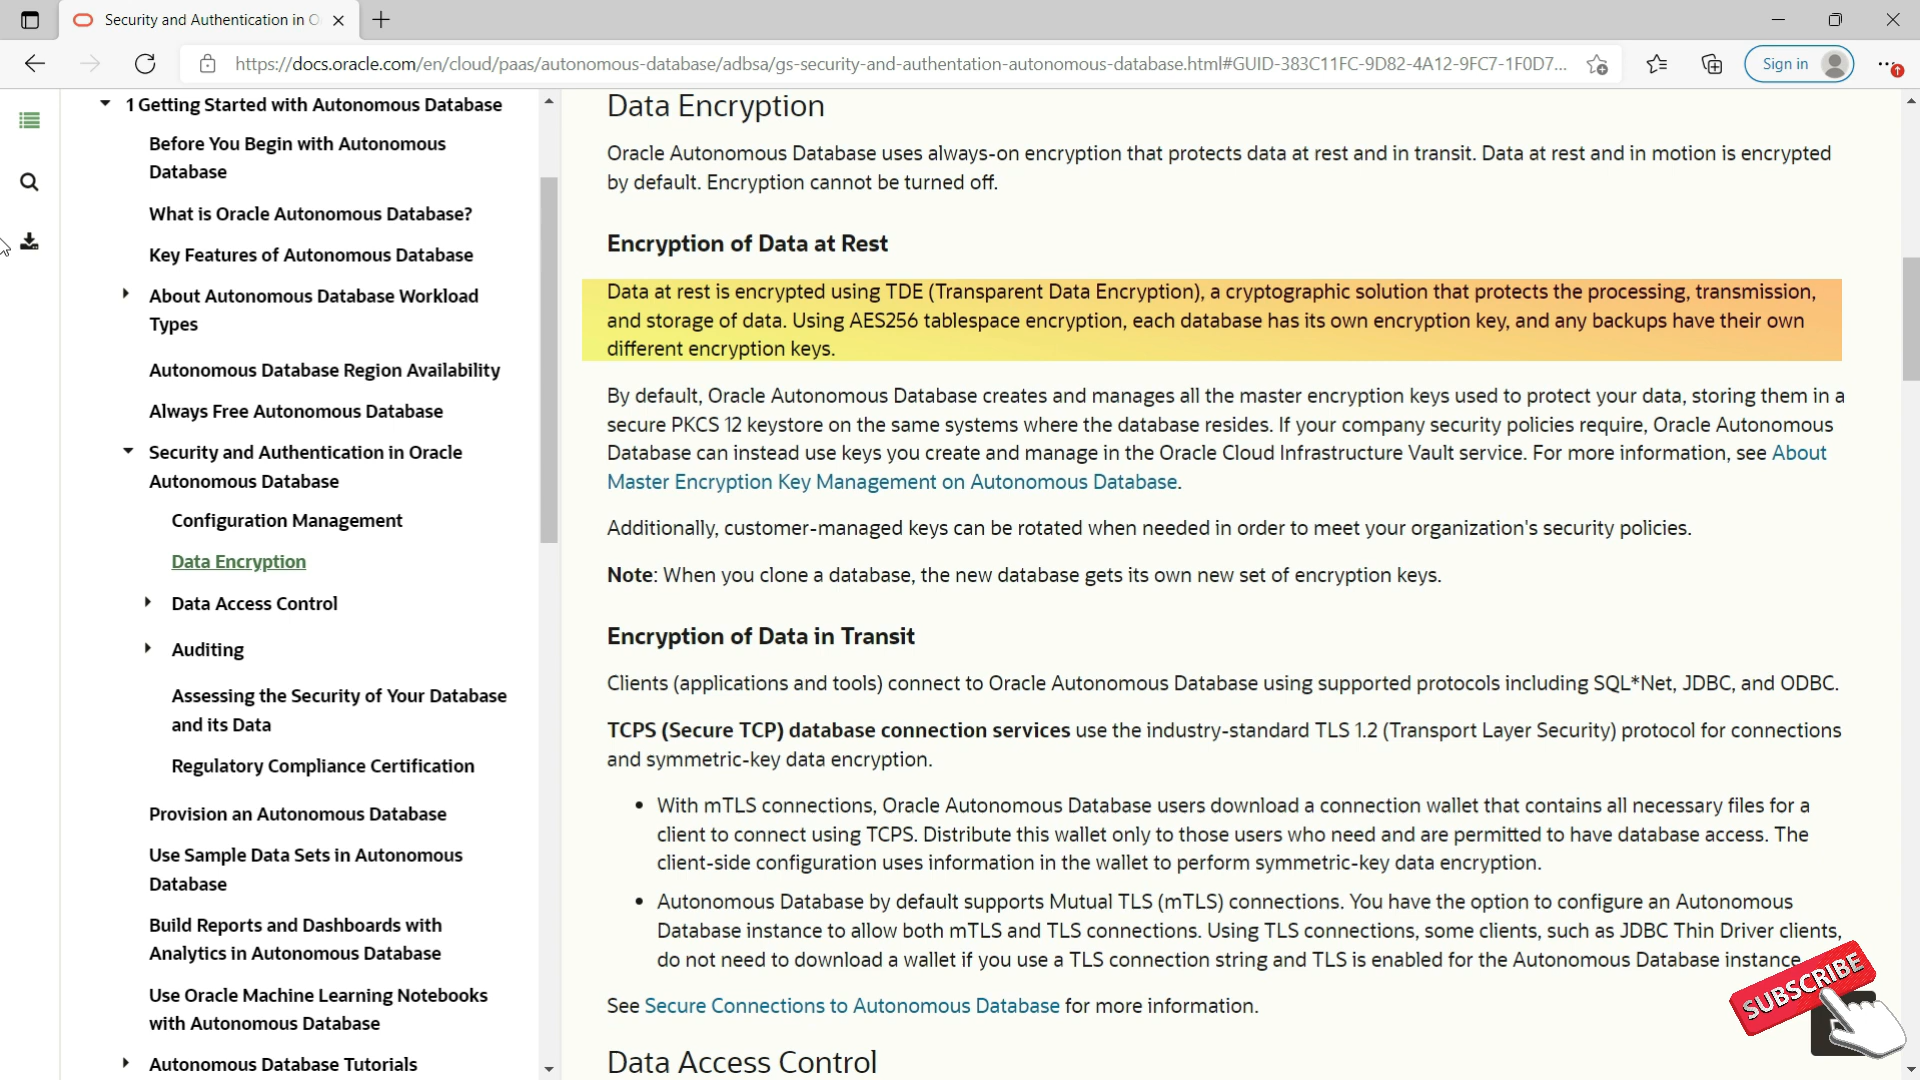 Security and Authentication in O
https://docs.oracle.com/en/cloud/paas/autonomous-database/adbsa/gs-security-and-authentation-autonomous-database.html#GUID-383C11FC-9D82-4A12-9FC7-1F0D7...
Sign in
1 Getting Started with Autonomous Database
Before You Begin with Autonomous
Database
What is Oracle Autonomous Database?
Key Features of Autonomous Database
About Autonomous Database Workload
Types
Autonomous Database Region Availability
Always Free Autonomous Database
Security and Authentication in Oracle
Autonomous Database
Configuration Management
Data Encryption
Data Access Control
Auditing
Assessing the Security of Your Database
and its Data
Regulatory Compliance Certification
Provision an Autonomous Database
Use Sample Data Sets in Autonomous
Database
Build Reports and Dashboards with
Analytics in Autonomous Database
Use Oracle Machine Learning Notebooks
with Autonomous Database
Autonomous Database Tutorials
Data Encryption
Oracle Autonomous Database uses always-on encryption that protects data at rest and in transit. Data at rest and in motion is encrypted
by default. Encryption cannot be turned off.
Encryption of Data at Rest
Data at rest is encrypted using TDE (Transparent Data Encryption), a cryptographic solution that protects the processing, transmission,
and storage of data. Using AES256 tablespace encryption, each database has its own encryption key, and any backups have their own
different encryption keys.
By default, Oracle Autonomous Database creates and manages all the master encryption keys used to protect your data, storing them in a
secure PKCS 12 keystore on the same systems where the database resides. If your company security policies require, Oracle Autonomous
Database can instead use keys you create and manage in the Oracle Cloud Infrastructure Vault service. For more information, see About
Master Encryption Key Management on Autonomous Database.
Additionally, customer-managed keys can be rotated when needed in order to meet your organization's security policies.
Note: When you clone a database, the new database gets its own new set of encryption keys.
Encryption of Data in Transit
Clients (applications and tools) connect to Oracle Autonomous Database using supported protocols including SQL*Net, JDBC, and ODBC.
TCPS (Secure TCP) database connection services use the industry-standard TLS 1.2 (Transport Layer Security) protocol for connections
and symmetric-key data encryption.
• With mTLS connections, Oracle Autonomous Database users download a connection wallet that contains all necessary files for a
client to connect using TCPS. Distribute this wallet only to those users who need and are permitted to have database access. The
client-side configuration uses information in the wallet to perform symmetric-key data encryption.
• Autonomous Database by default supports Mutual TLS (mTLS) connections. You have the option to configure an Autonomous
Database instance to allow both mTLS and TLS connections. Using TLS connections, some clients, such as JDBC Thin Driver clients,
do not need to download a wallet if you use a TLS connection string and TLS is enabled for the Autonomous Database instance
See Secure Connections to Autonomous Database for more information.
Data Access Control
SUBSCRIBE